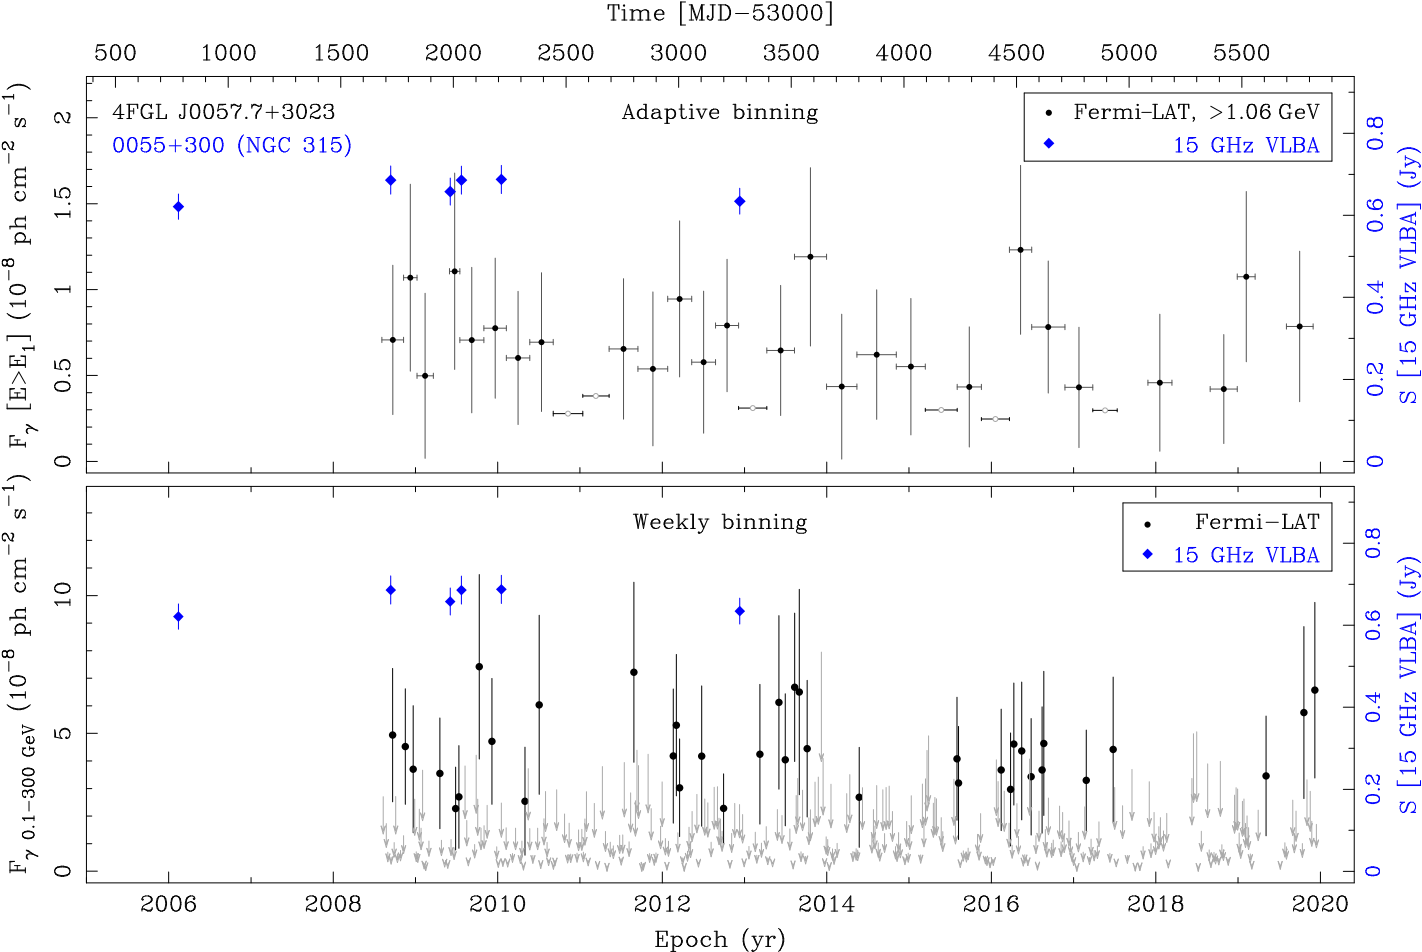 Time [MJD−53000]
500 1000 1500 2000 2500 3000 3500 4000 4500 5000 5500
4FGL J0057.7+3023
0055+300 (NGC 315)
Adaptive binning
Fermi−LAT, >1.06 GeV
15 GHz VLBA
F_γ [E>E_1] (10^−8 ph cm^−2 s^−1)
2
1.5
1
0.5
0
S [15 GHz VLBA] (Jy)
0.8
0.6
0.4
0.2
0
Weekly binning
Fermi−LAT
15 GHz VLBA
F_γ 0.1−300 GeV (10^−8 ph cm^−2 s^−1)
10
5
0
S [15 GHz VLBA] (Jy)
0.8
0.6
0.4
0.2
0
2006 2008 2010 2012 2014 2016 2018 2020
Epoch (yr)